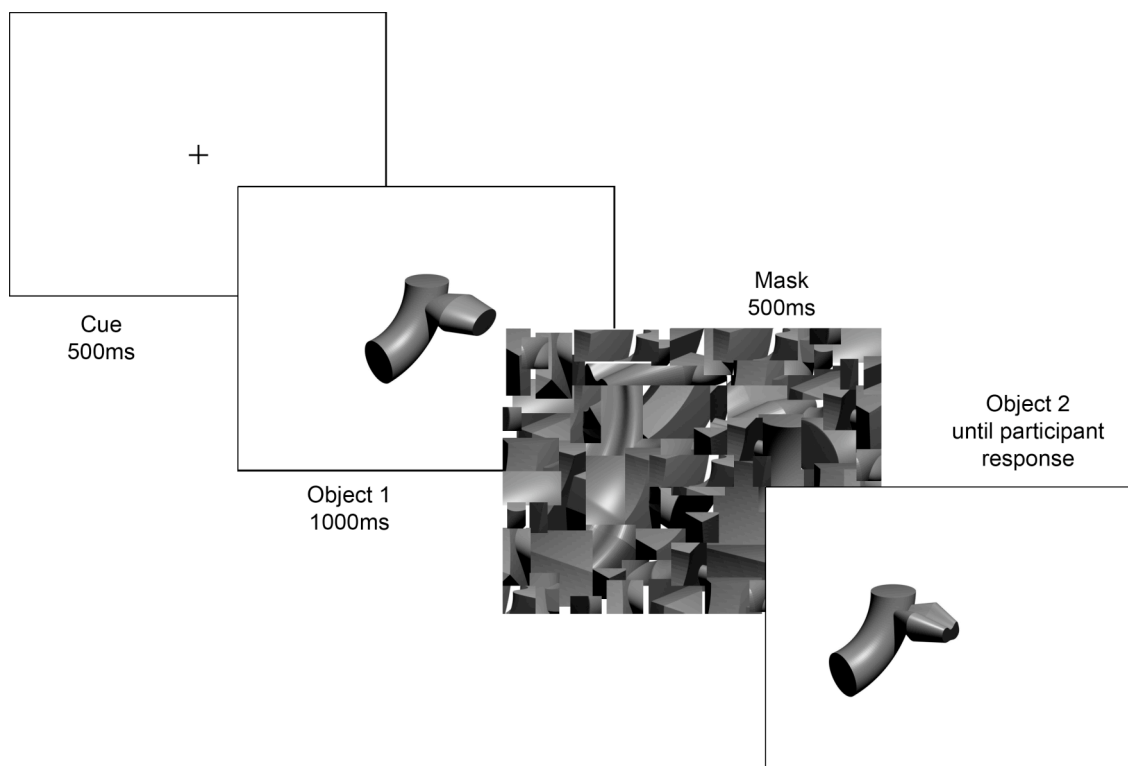 Cue
500ms
Object 1
1000ms
Mask
500ms
Object 2
until participant
response